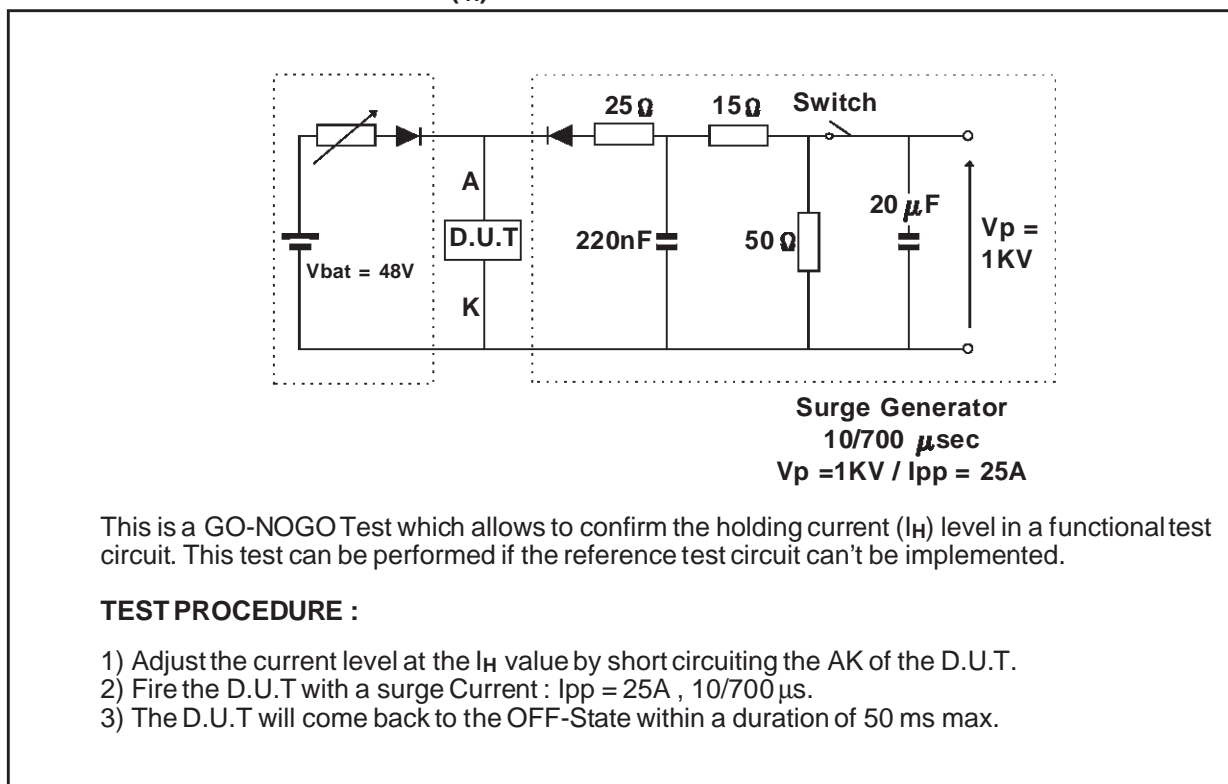 25Ω 15Ω Switch
A
D.U.T
K
Vbat = 48V
220nF
50Ω
20 µF
Vp =
1KV
Surge Generator
10/700 µsec
Vp =1KV / Ipp = 25A
This is a GO-NOGO Test which allows to confirm the holding current (IH) level in a functional test
circuit. This test can be performed if the reference test circuit can't be implemented.
TEST PROCEDURE :
1) Adjust the current level at the IH value by short circuiting the AK of the D.U.T.
2) Fire the D.U.T with a surge Current : Ipp = 25A , 10/700 µs.
3) The D.U.T will come back to the OFF-State within a duration of 50 ms max.